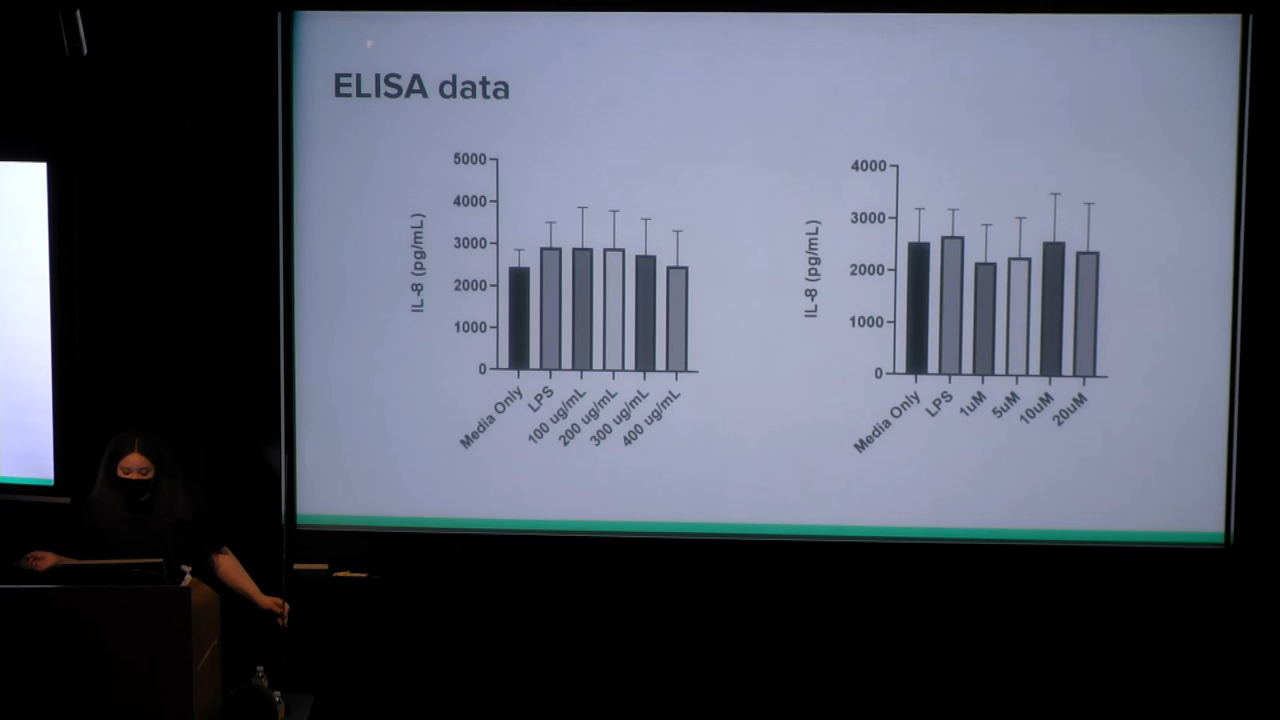 ELISA data
5000
4000
3000
2000
1000
0
IL-8 (pg/mL)
Media Only
LPS
100 ug/mL
200 ug/mL
300 ug/mL
400 ug/mL
4000
3000
2000
1000
0
IL-8 (pg/mL)
Media Only
LPS
1uM
5uM
10uM
20uM